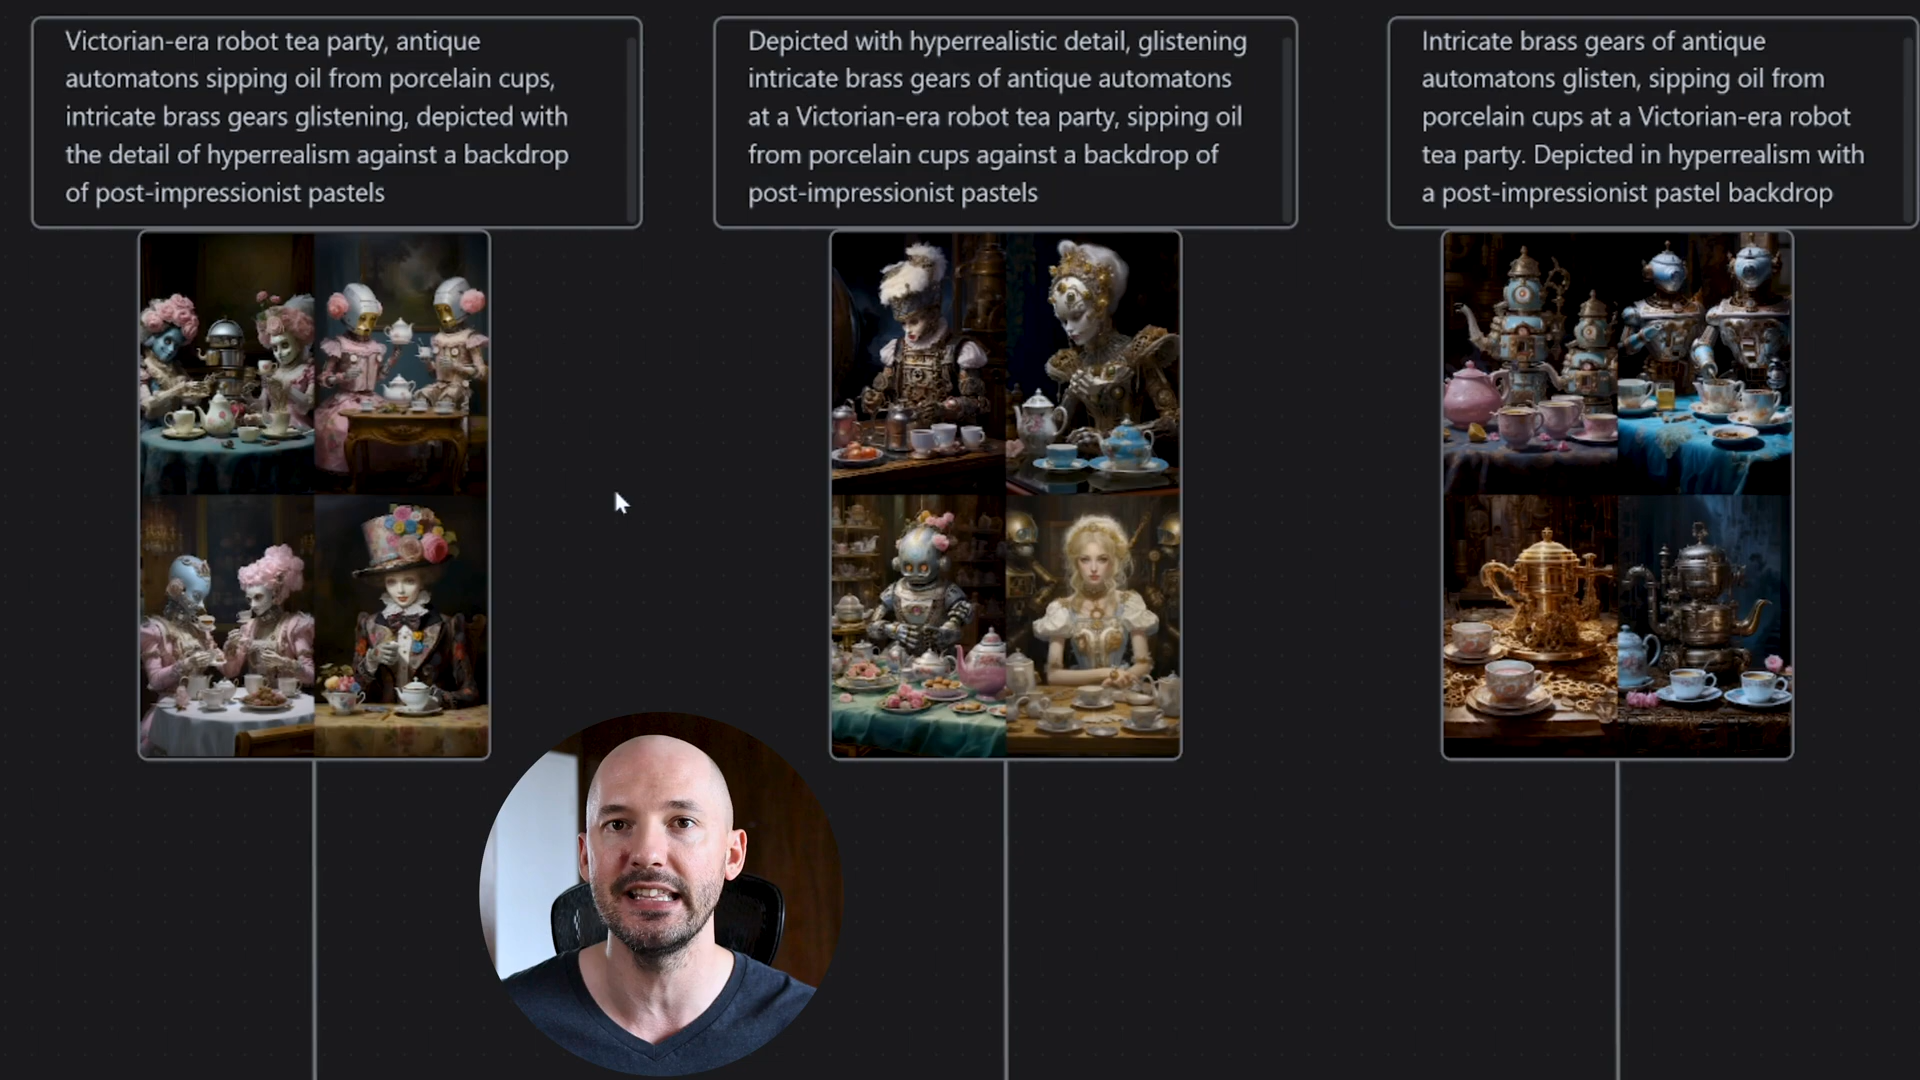 Victorian-era robot tea party, antique
automatons sipping oil from porcelain cups,
intricate brass gears glistening, depicted with
the detail of hyperrealism against a backdrop
of post-impressionist pastels
Depicted with hyperrealistic detail, glistening
intricate brass gears of antique automatons
at a Victorian-era robot tea party, sipping oil
from porcelain cups against a backdrop of
post-impressionist pastels
Intricate brass gears of antique
automatons glisten, sipping oil from
porcelain cups at a Victorian-era robot
tea party. Depicted in hyperrealism with
a post-impressionist pastel backdrop